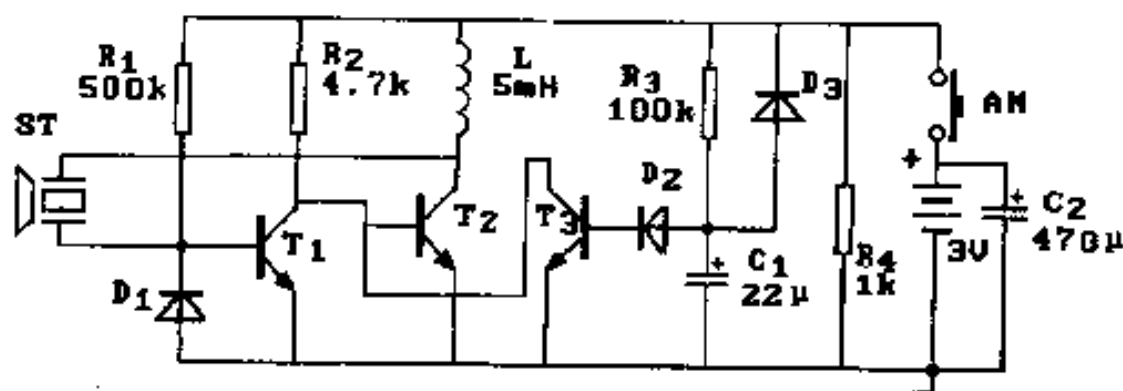 R1
500k
R2
4.7k
L
5mH
R3
100k
D3
AN
ST
D2
T1
T2
T3
D1
C1
22μ
R4
1k
3V
C2
470μ
+
+
+